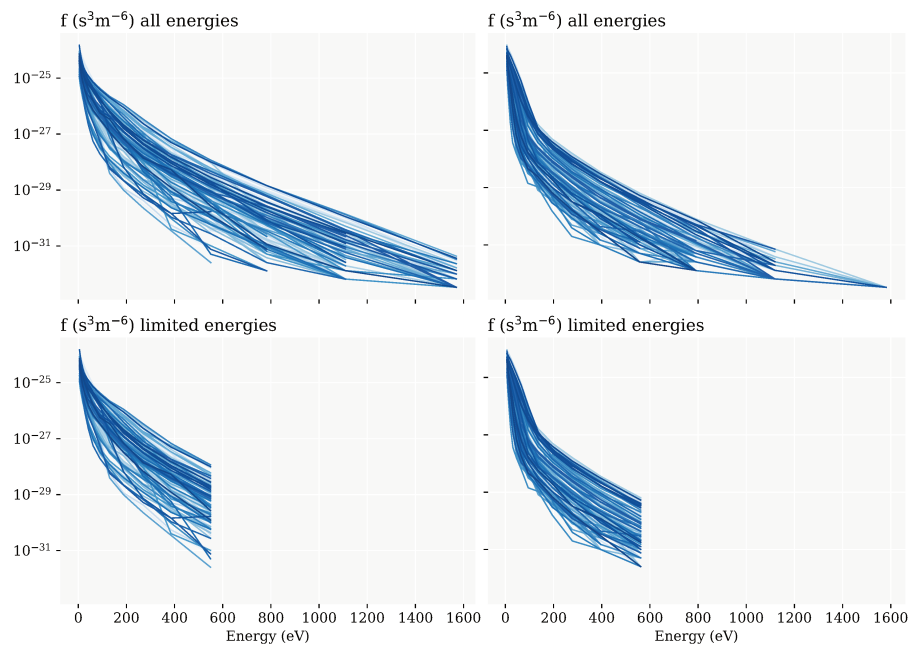 f (s³m⁻⁶) all energies
f (s³m⁻⁶) all energies
10⁻²⁵
10⁻²⁷
10⁻²⁹
10⁻³¹
f (s³m⁻⁶) limited energies
f (s³m⁻⁶) limited energies
10⁻²⁵
10⁻²⁷
10⁻²⁹
10⁻³¹
0 200 400 600 800 1000 1200 1400 1600
0 200 400 600 800 1000 1200 1400 1600
Energy (eV)
Energy (eV)